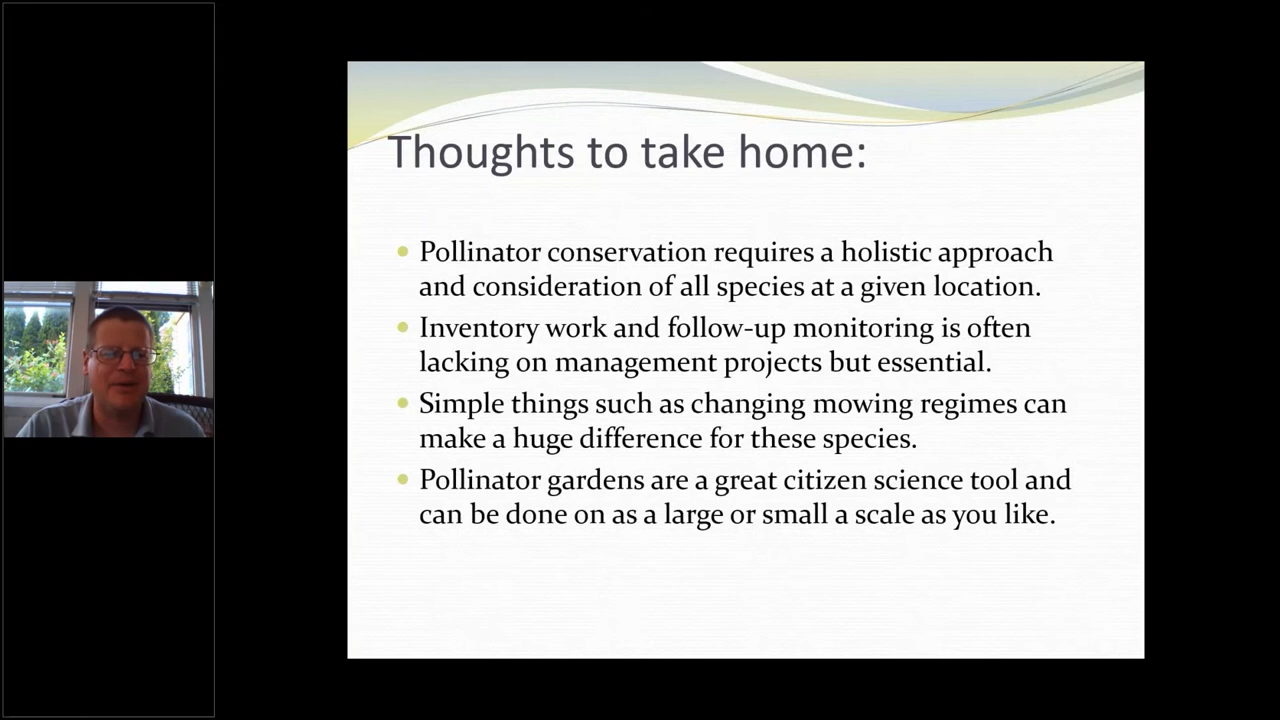 Thoughts to take home:
Pollinator conservation requires a holistic approach
and consideration of all species at a given location.
Inventory work and follow-up monitoring is often
lacking on management projects but essential.
Simple things such as changing mowing regimes can
make a huge difference for these species.
Pollinator gardens are a great citizen science tool and
can be done on as a large or small a scale as you like.